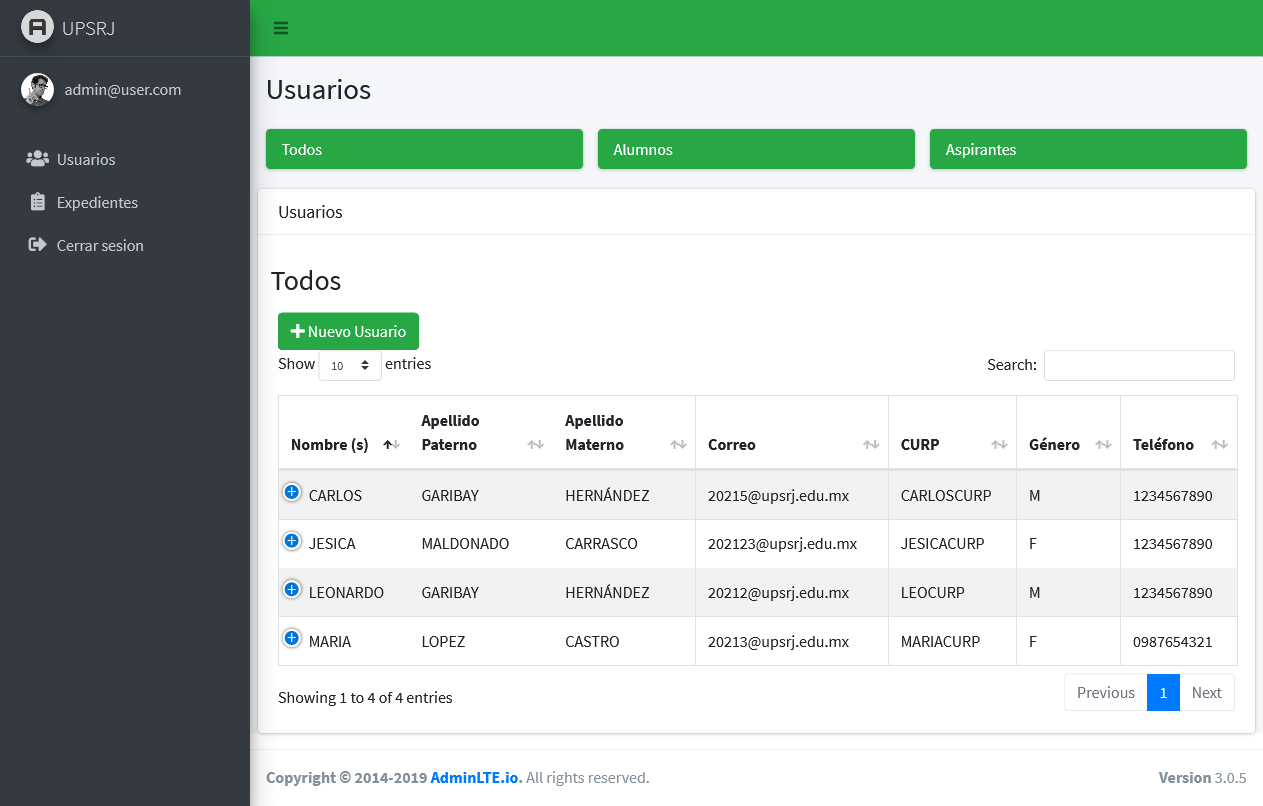 UPSRJ
admin@user.com
Usuarios
Expedientes
Cerrar sesion
Usuarios
Todos Alumnos Aspirantes
Usuarios
Todos
Nuevo Usuario
Show 10 entries Search:
Nombre (s) Apellido Paterno Apellido Materno Correo CURP Género Teléfono
CARLOS GARIBAY HERNÁNDEZ 20215@upsrj.edu.mx CARLOSCURP M 1234567890
JESICA MALDONADO CARRASCO 202123@upsrj.edu.mx JESICACURP F 1234567890
LEONARDO GARIBAY HERNÁNDEZ 20212@upsrj.edu.mx LEOCURP M 1234567890
MARIA LOPEZ CASTRO 20213@upsrj.edu.mx MARIACURP F 0987654321
Showing 1 to 4 of 4 entries Previous 1 Next
Copyright © 2014-2019 AdminLTE.io. All rights reserved. Version 3.0.5